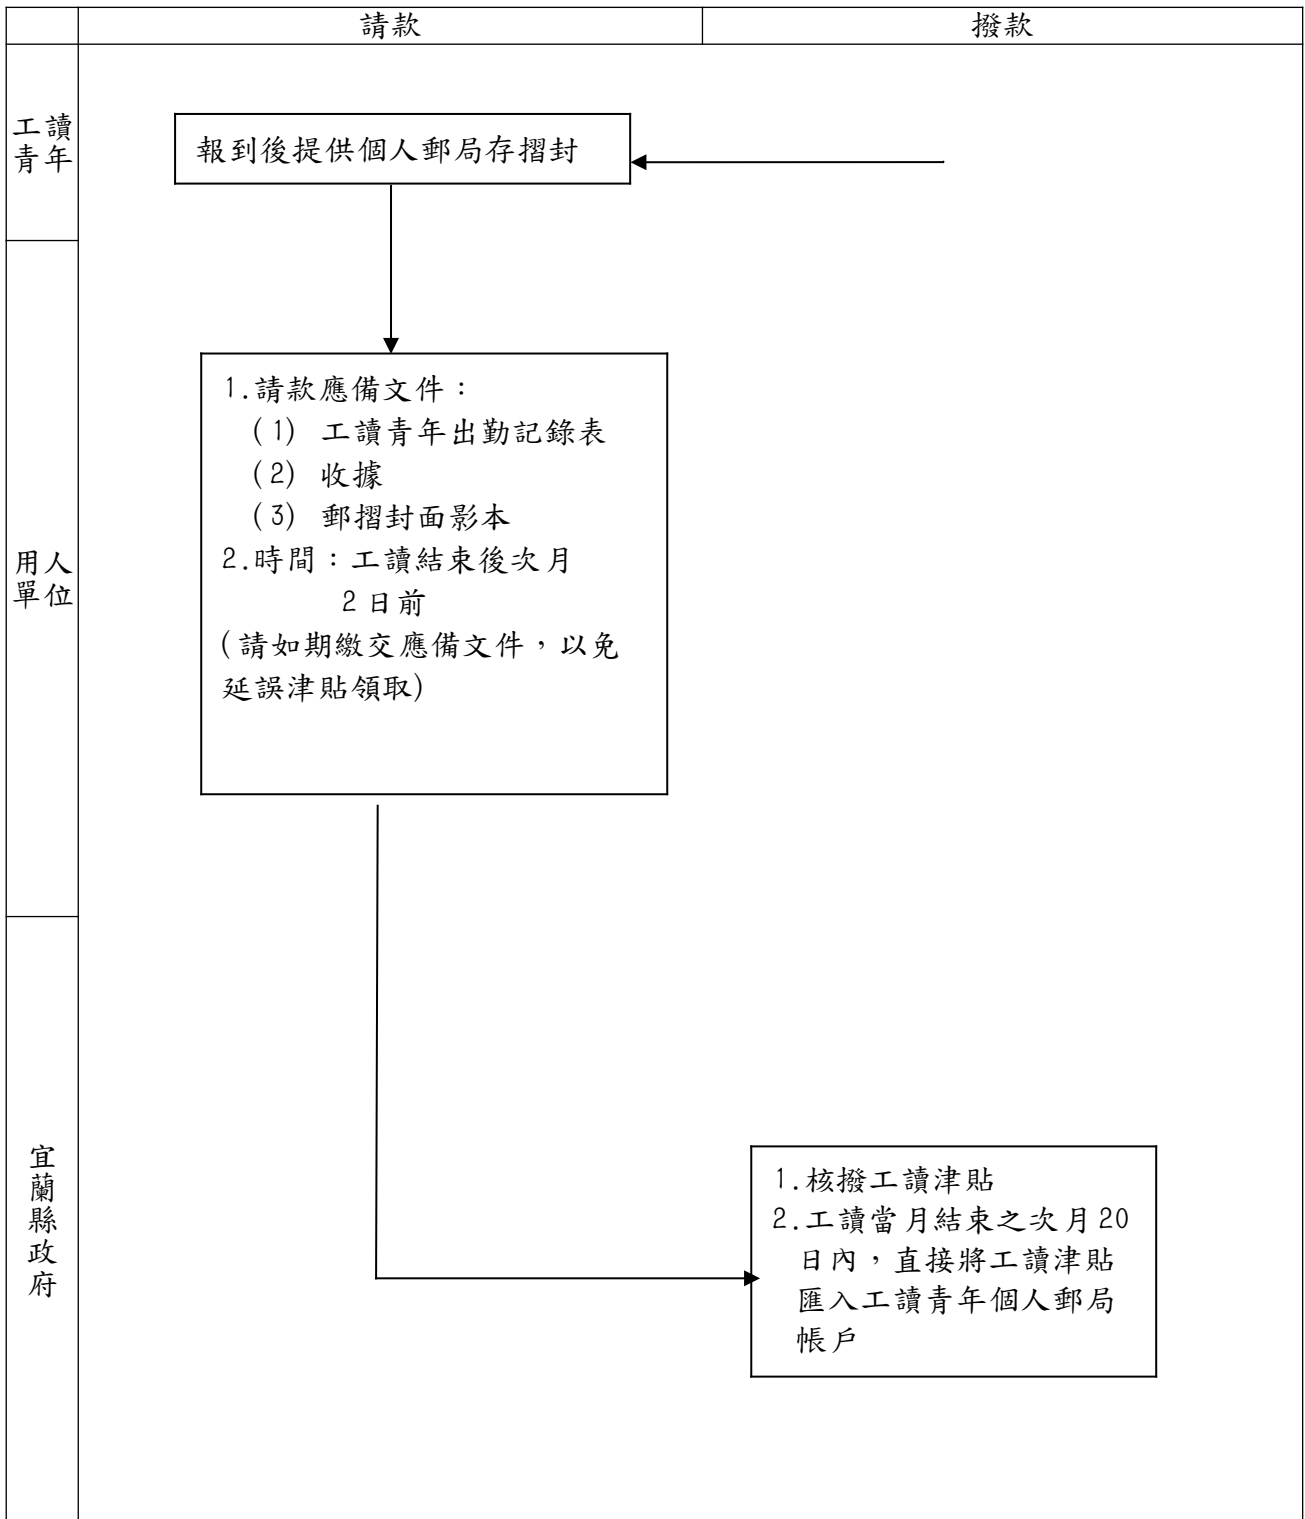 請款
撥款
工讀
青年
報到後提供個人郵局存摺封
用人
單位
1.請款應備文件：
(1) 工讀青年出勤記錄表
(2) 收據
(3) 郵摺封面影本
2.時間：工讀結束後次月
2日前
(請如期繳交應備文件，以免
延誤津貼領取)
宜蘭縣政府
1.核撥工讀津貼
2.工讀當月結束之次月20
日內，直接將工讀津貼
匯入工讀青年個人郵局
帳戶